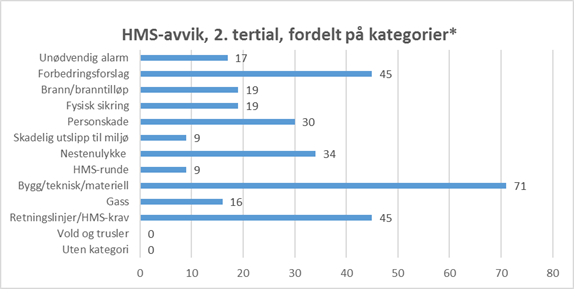 HMS-avvik, 2. tertial, fordelt på kategorier*
Unødvendig alarm 17
Forbedringsforslag 45
Brann/branntilløp 19
Fysisk sikring 19
Personskade 30
Skadelig utslipp til miljø 9
Nestenulykke 34
HMS-runde 9
Bygg/teknisk/materiell 71
Gass 16
Retningslinjer/HMS-krav 45
Vold og trusler 0
Uten kategori 0
0 10 20 30 40 50 60 70 80